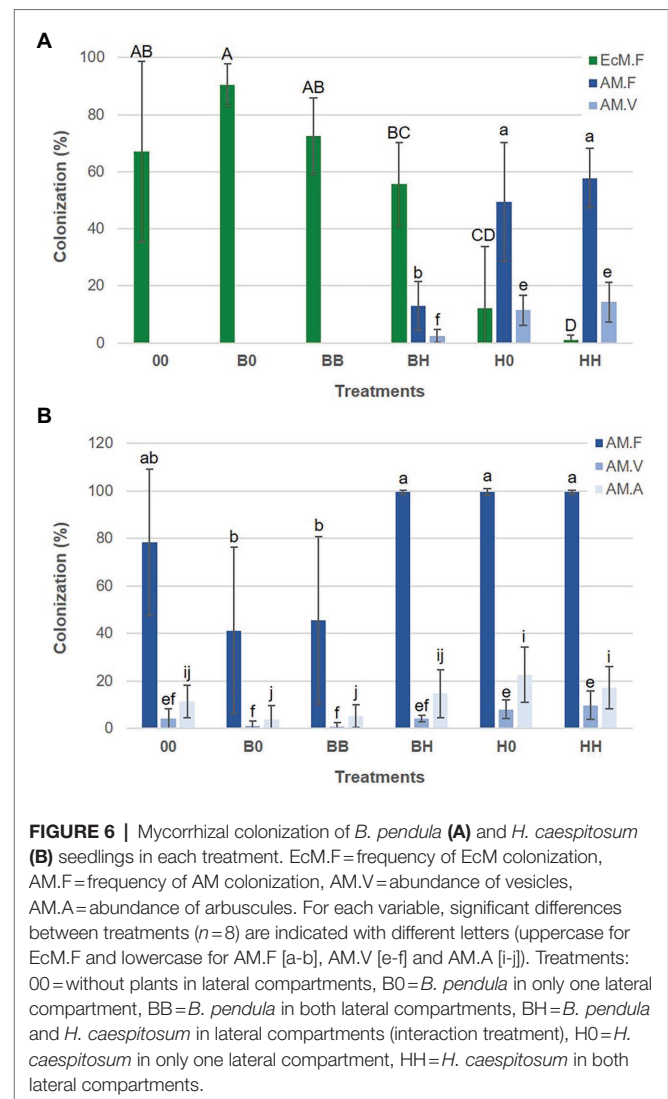 A
AB
A
AB
BC
b
f
CD
a
e
D
a
e
EcM.F
AM.F
AM.V
100
80
60
40
20
0
Colonization (%)
00 B0 BB BH H0 HH
Treatments
B
ab
ef
ij
b
f
j
b
f
j
a
ef
ij
a
e
i
a
e
i
AM.F
AM.V
AM.A
120
100
80
60
40
20
0
Colonization (%)
00 B0 BB BH H0 HH
Treatments
FIGURE 6 | Mycorrhizal colonization of B. pendula (A) and H. caespitosum
(B) seedlings in each treatment. EcM.F=frequency of EcM colonization,
AM.F=frequency of AM colonization, AM.V=abundance of vesicles,
AM.A=abundance of arbuscules. For each variable, significant differences
between treatments (n=8) are indicated with different letters (uppercase for
EcM.F and lowercase for AM.F [a-b], AM.V [e-f] and AM.A [i-j]). Treatments:
00=without plants in lateral compartments, B0=B. pendula in only one lateral
compartment, BB=B. pendula in both lateral compartments, BH=B. pendula
and H. caespitosum in lateral compartments (interaction treatment), H0=H.
caespitosum in only one lateral compartment, HH=H. caespitosum in both
lateral compartments.